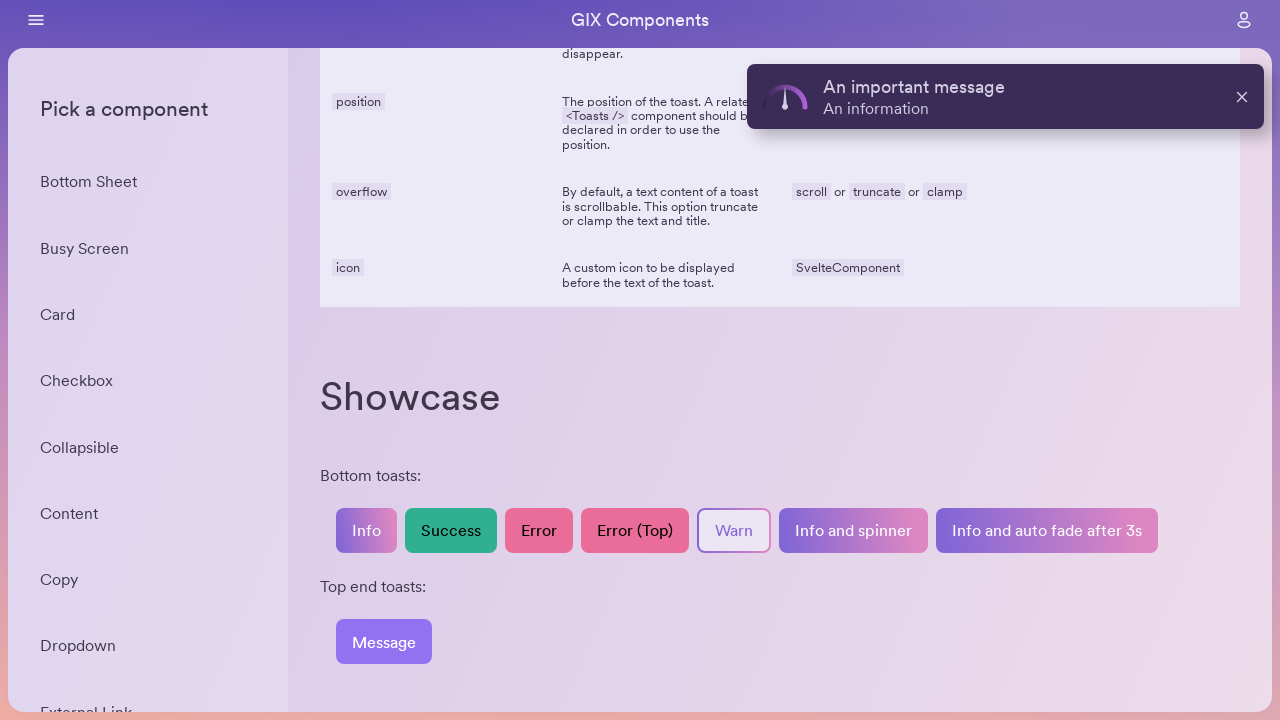 GIX Components
Pick a component
Bottom Sheet
Busy Screen
Card
Checkbox
Collapsible
Content
Copy
Dropdown
External Link
disappear.
position
The position of the toast. A relate
<Toasts /> component should b
declared in order to use the
position.
overflow
By default, a text content of a toast
is scrollbable. This option truncate
or clamp the text and title.
scroll or truncate or clamp
icon
A custom icon to be displayed
before the text of the toast.
SvelteComponent
An important message
An information
Showcase
Bottom toasts:
Info
Success
Error
Error (Top)
Warn
Info and spinner
Info and auto fade after 3s
Top end toasts:
Message